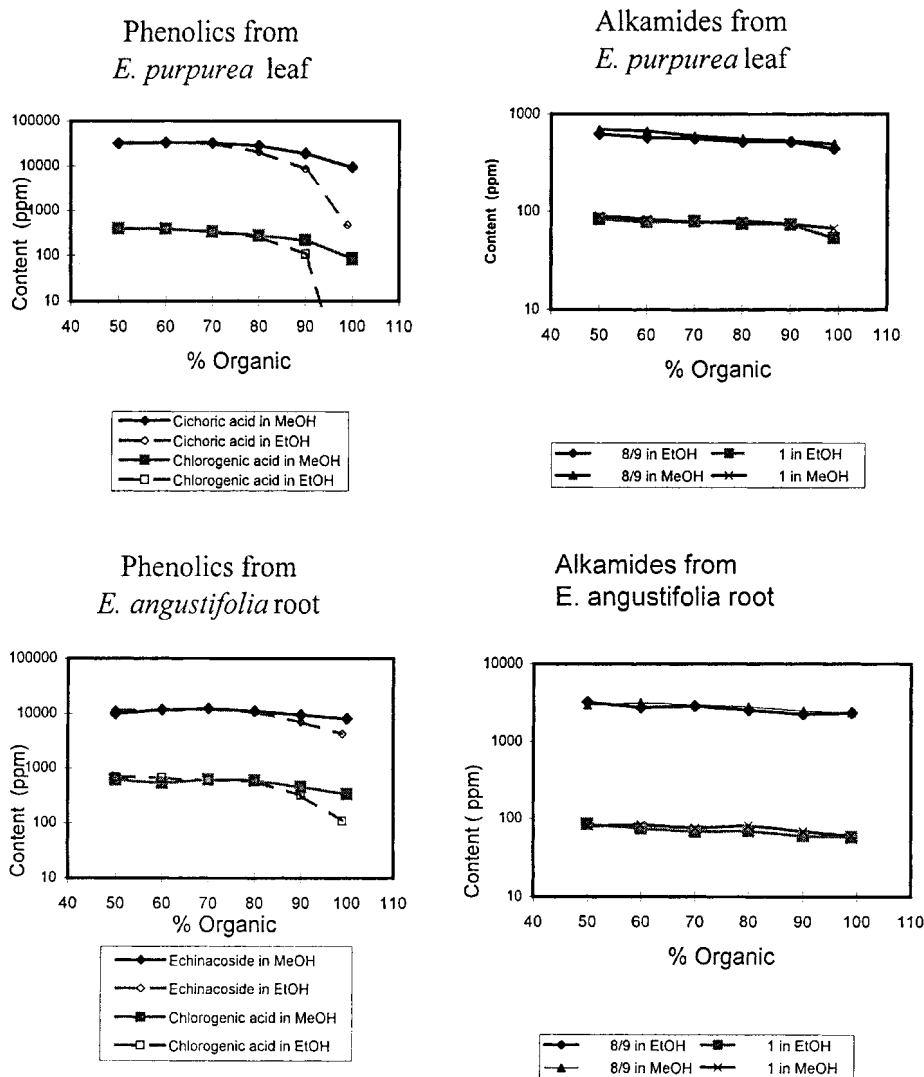 Phenolics from
E. purpurea leaf
100000
10000
1000
100
10
Content (ppm)
40 50 60 70 80 90 100 110
% Organic
Cichoric acid in MeOH
Cichoric acid in EtOH
Chlorogenic acid in MeOH
Chlorogenic acid in EtOH
Alkamides from
E. purpurea leaf
1000
100
10
Content (ppm)
40 50 60 70 80 90 100 110
% Organic
8/9 in EtOH 1 in EtOH
8/9 in MeOH 1 in MeOH
Phenolics from
E. angustifolia root
100000
10000
1000
100
10
Content (ppm)
40 50 60 70 80 90 100 110
% Organic
Echinacoside in MeOH
Echinacoside in EtOH
Chlorogenic acid in MeOH
Chlorogenic acid in EtOH
Alkamides from
E. angustifolia root
10000
1000
100
10
Content ( ppm)
40 50 60 70 80 90 100 110
% Organic
8/9 in EtOH 1 in EtOH
8/9 in MeOH 1 in MeOH